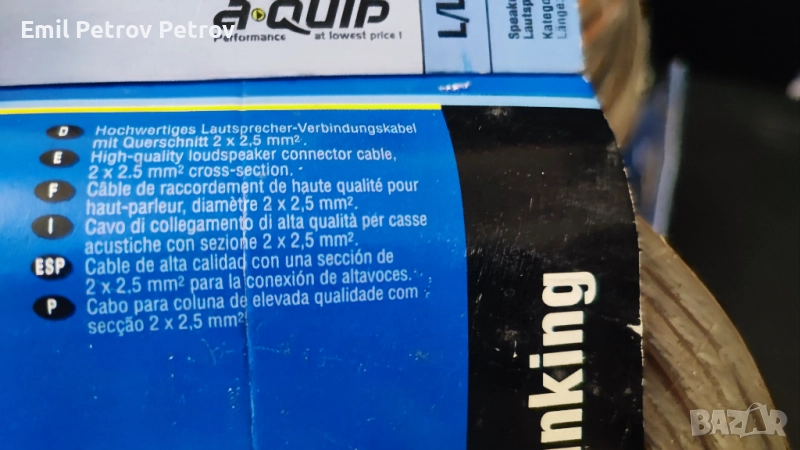 Emil Petrov Petrov
a-QUIP
Performance at lowest price !
L/L
Speake
Lautsp
Katego
Länge
D Hochwertiges Lautsprecher-Verbindungskabel
mit Querschnitt 2 x 2,5 mm².
E High-quality loudspeaker connector cable,
2 x 2.5 mm² cross-section.
F Câble de raccordement de haute qualité pour
haut-parleur, diamètre 2 x 2,5 mm².
I Cavo di collegamento di alta qualità per casse
acustiche con sezione 2 x 2,5 mm².
ESP Cable de alta calidad con una sección de
2 x 2,5 mm² para la conexión de altavoces.
P Cabo para coluna de elevada qualidade com
secção 2 x 2,5 mm²
nking
BAZAR